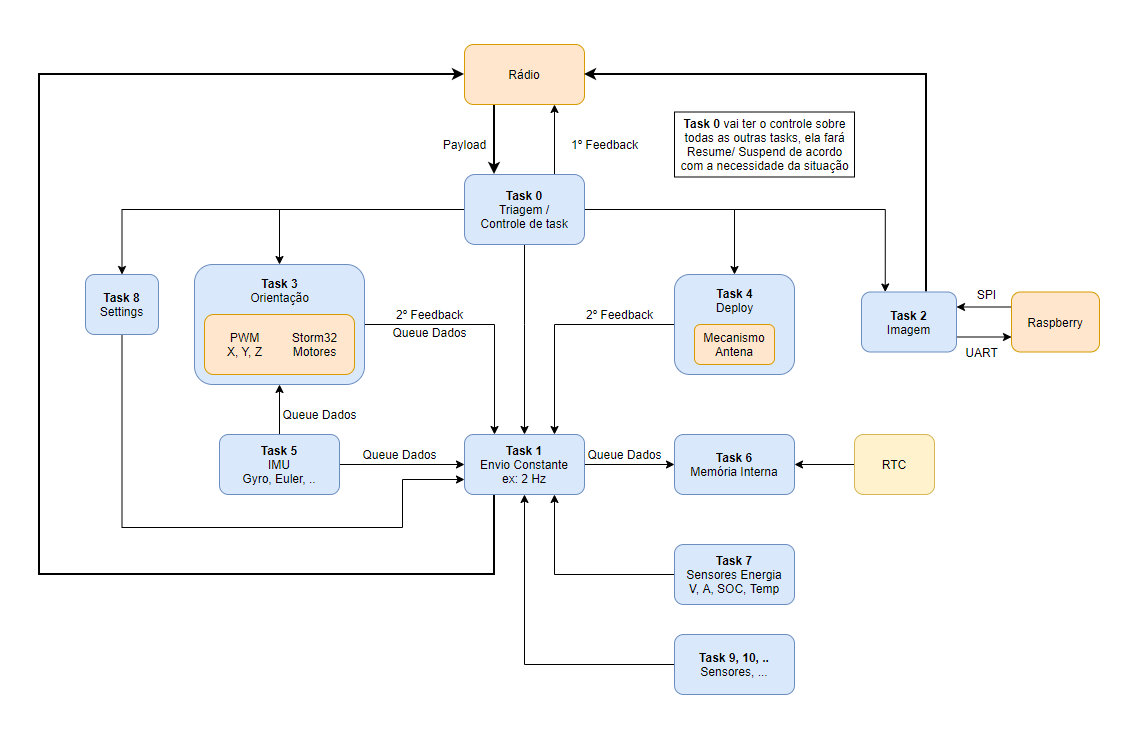 Rádio
Payload
1º Feedback
Task 0 vai ter o controle sobre
todas as outras tasks, ela fará
Resume/ Suspend de acordo
com a necessidade da situação
Task 0
Triagem /
Controle de task
Task 8
Settings
Task 3
Orientação
PWM
X, Y, Z
Storm32
Motores
2º Feedback
Queue Dados
2º Feedback
Task 4
Deploy
Mecanismo
Antena
Task 2
Imagem
SPI
UART
Raspberry
Queue Dados
Task 5
IMU
Gyro, Euler, ..
Queue Dados
Task 1
Envio Constante
ex: 2 Hz
Queue Dados
Task 6
Memória Interna
RTC
Task 7
Sensores Energia
V, A, SOC, Temp
Task 9, 10, ..
Sensores, ...